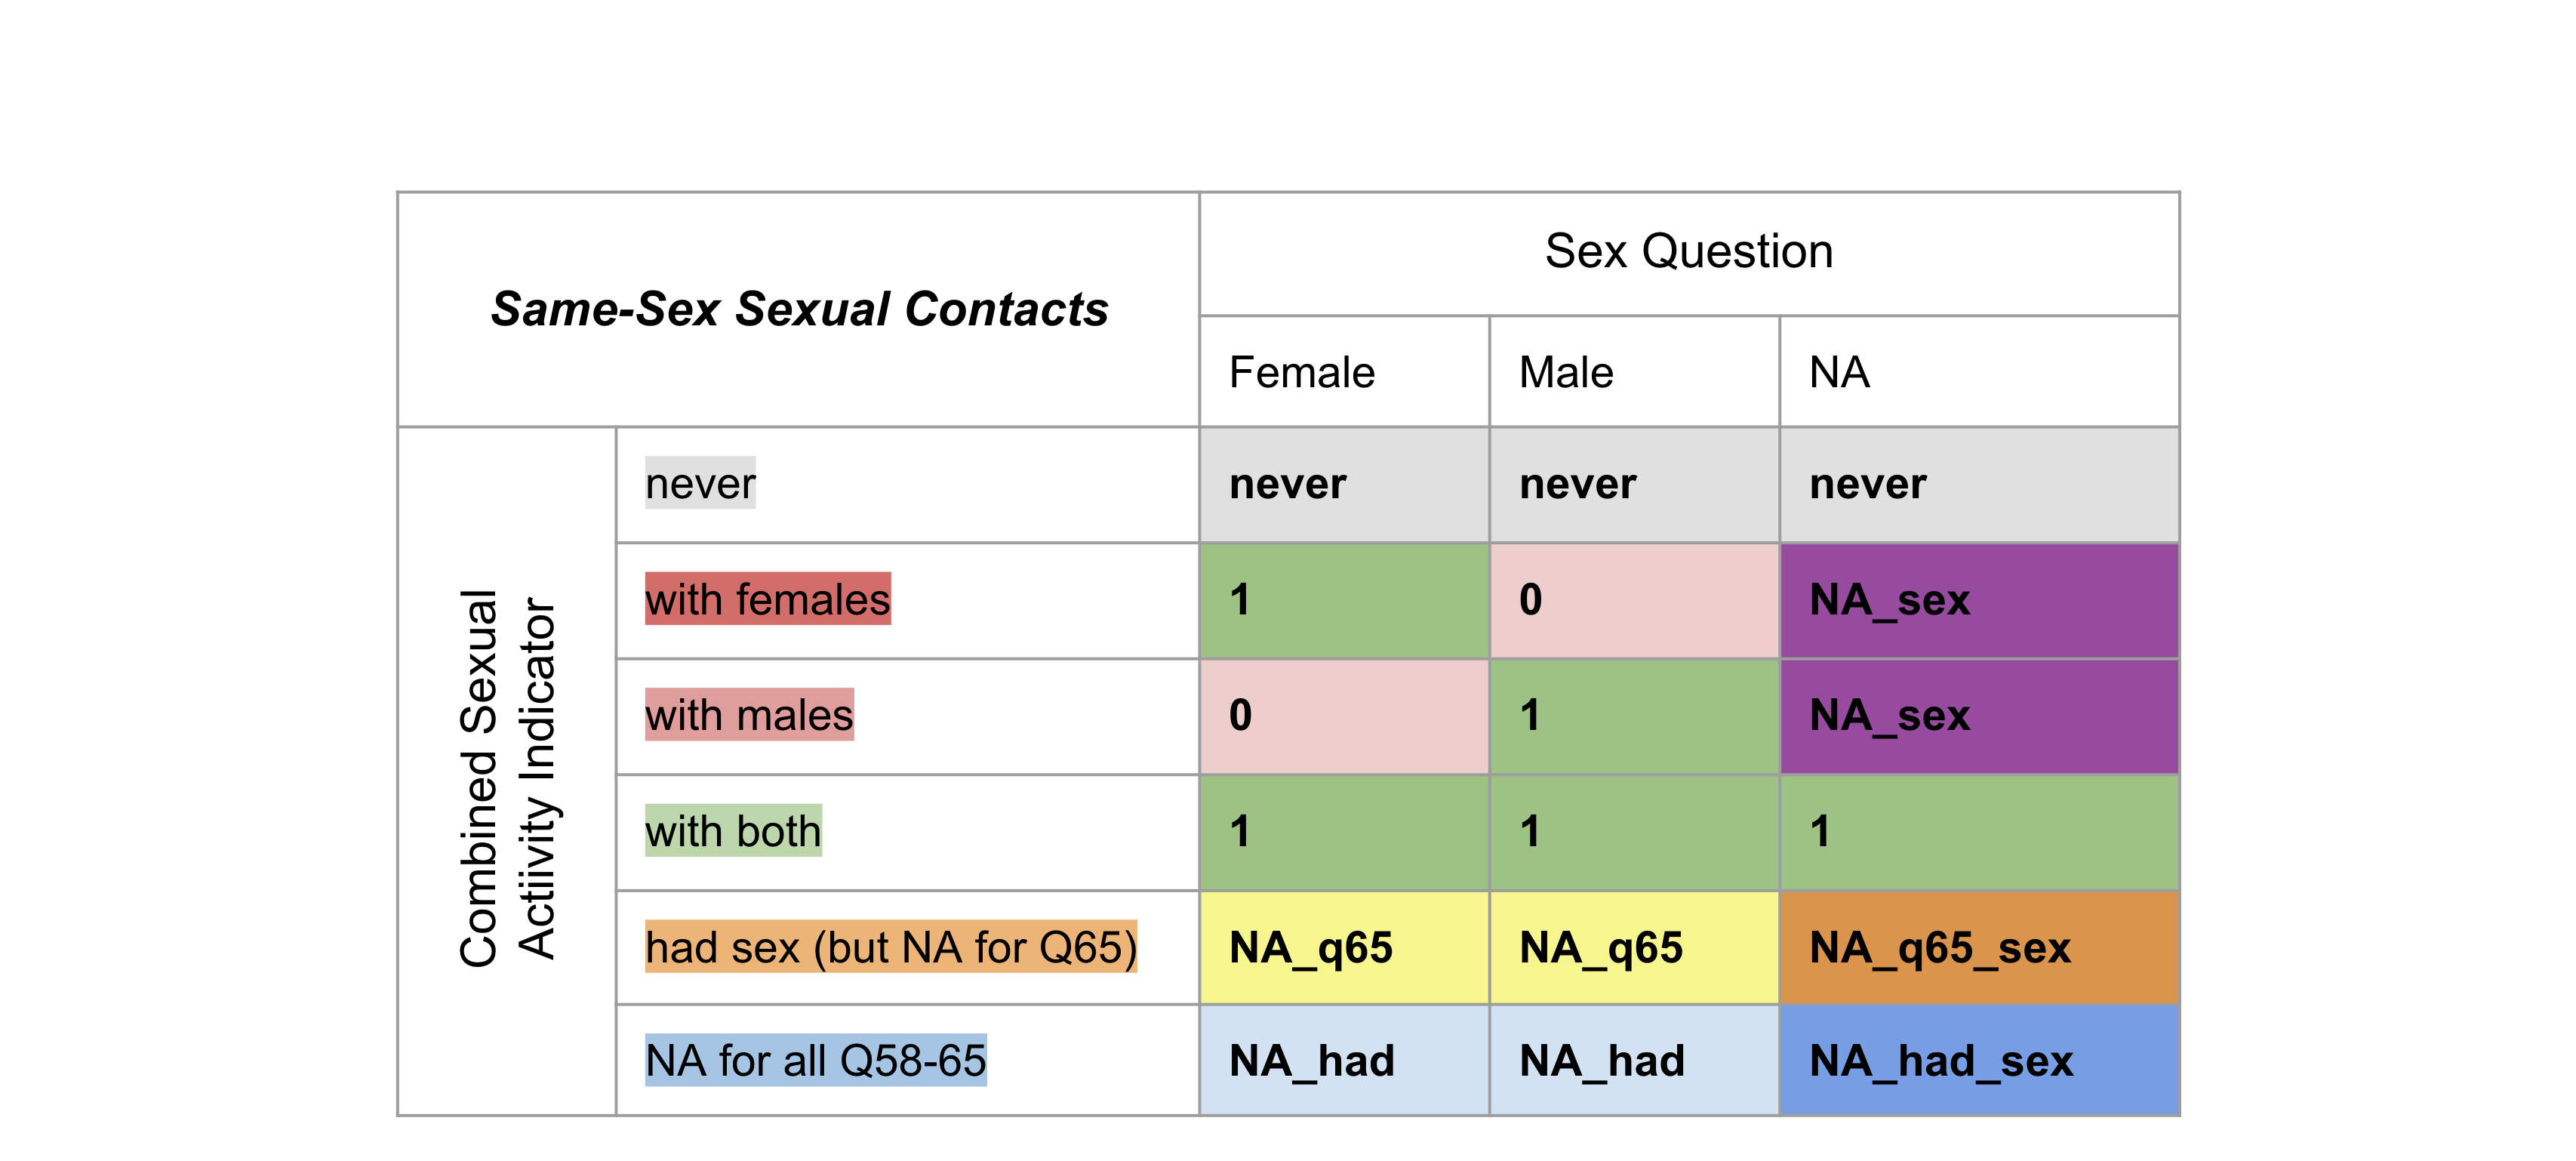 Same-Sex Sexual Contacts
Sex Question
Female
Male
NA
Combined Sexual
Actiivity Indicator
never
never
never
never
with females
1
0
NA_sex
with males
0
1
NA_sex
with both
1
1
1
had sex (but NA for Q65)
NA_q65
NA_q65
NA_q65_sex
NA for all Q58-65
NA_had
NA_had
NA_had_sex